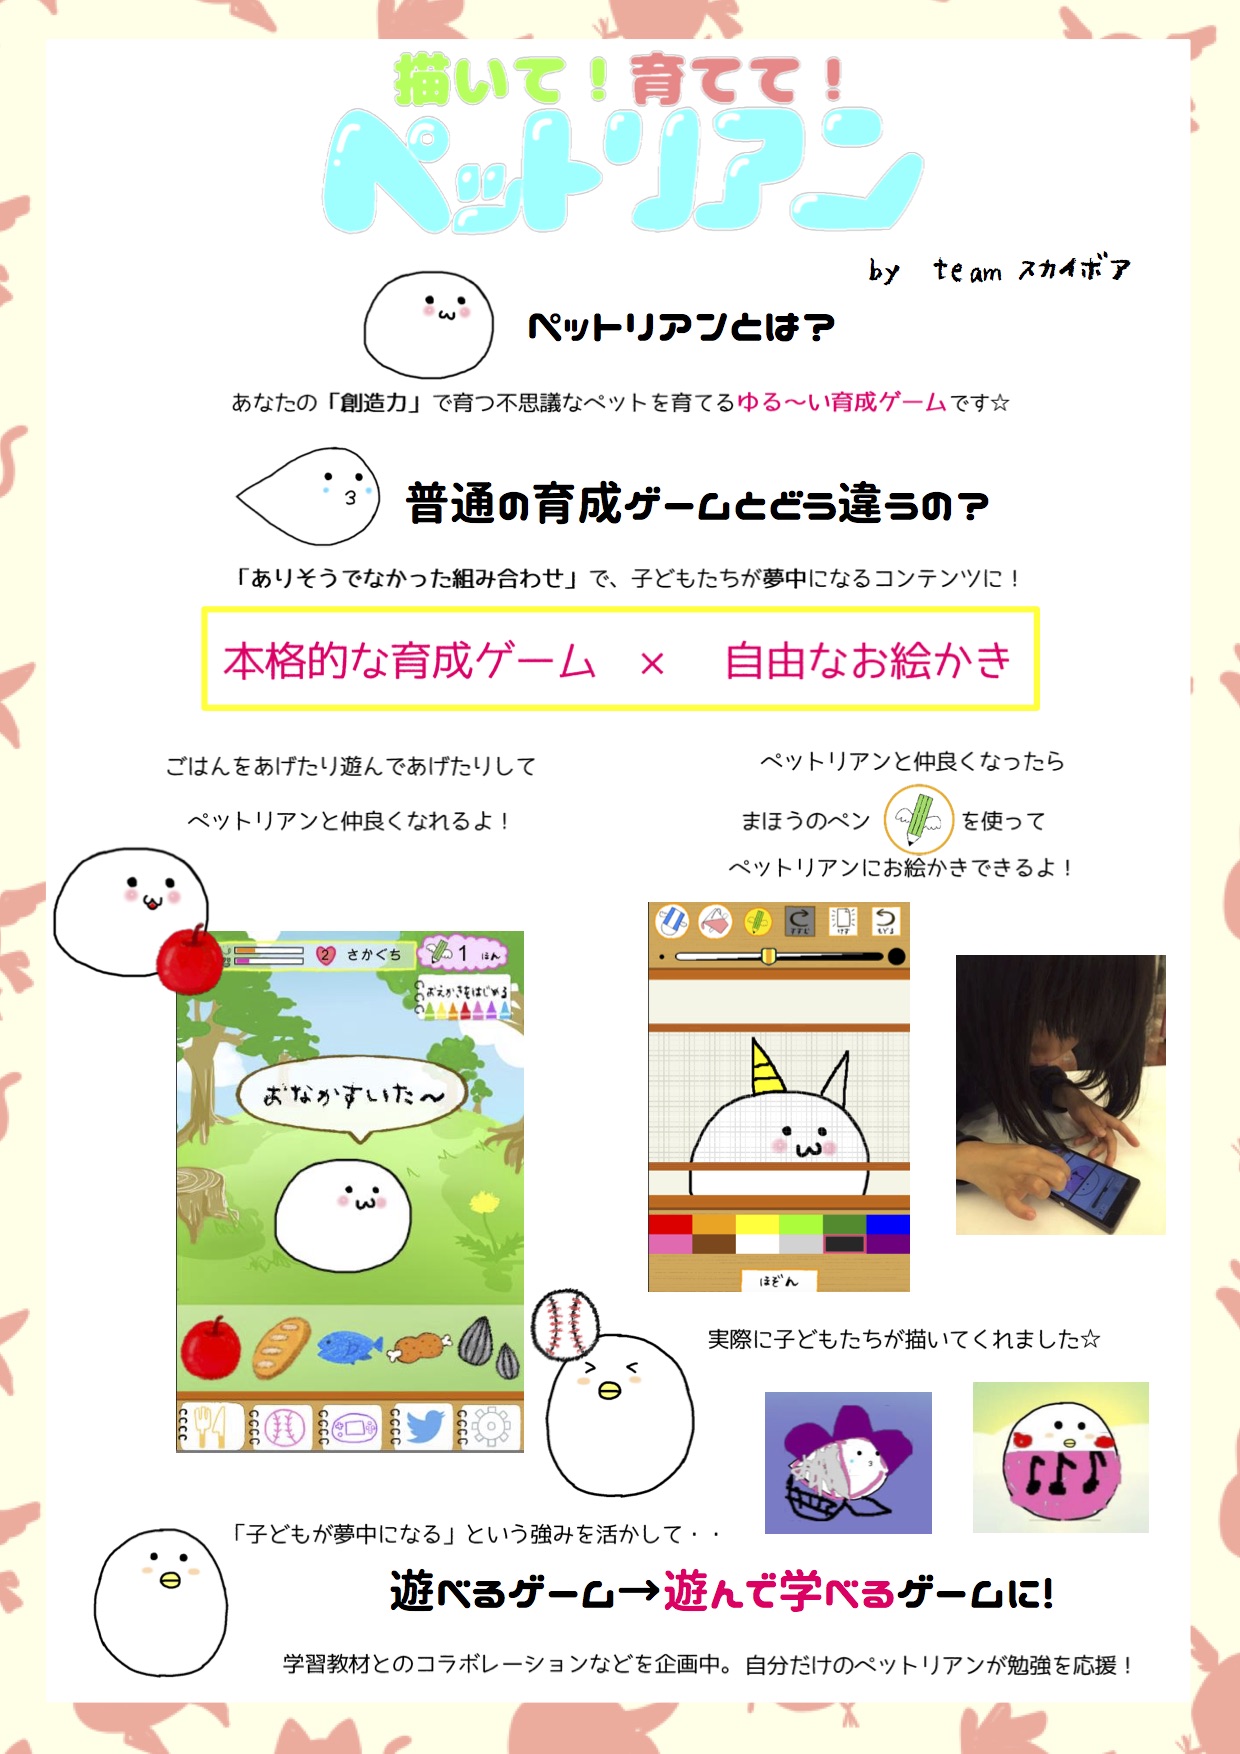 描いて！育てて！
ペットリアン
by team スカイボア
ペットリアンとは？
あなたの「創造力」で育つ不思議なペットを育てるゆる～い育成ゲームです☆
普通の育成ゲームとどう違うの？
「ありそうでなかった組み合わせ」で、子どもたちが夢中になるコンテンツに！
本格的な育成ゲーム × 自由なお絵かき
ごはんをあげたり遊んであげたりして
ペットリアンと仲良くなれるよ！
ペットリアンと仲良くなったら
まほうのペン を使って
ペットリアンにお絵かきできるよ！
2 さかぐち 1 ほん
おえかきをはじめる
おなかすいた～
すすむ けす もどる
ほぞん
実際に子どもたちが描いてくれました☆
「子どもが夢中になる」という強みを活かして・・
遊べるゲーム→遊んで学べるゲームに!
学習教材とのコラボレーションなどを企画中。自分だけのペットリアンが勉強を応援！